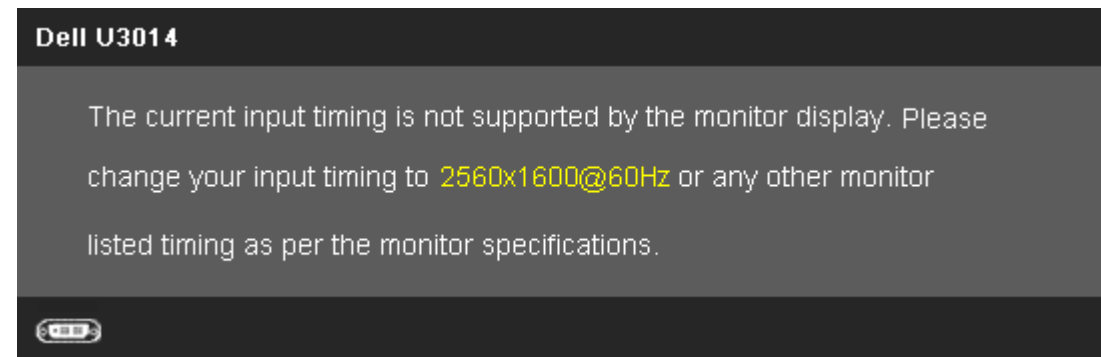 Dell U3014
The current input timing is not supported by the monitor display. Please
change your input timing to 2560x1600@60Hz or any other monitor
listed timing as per the monitor specifications.